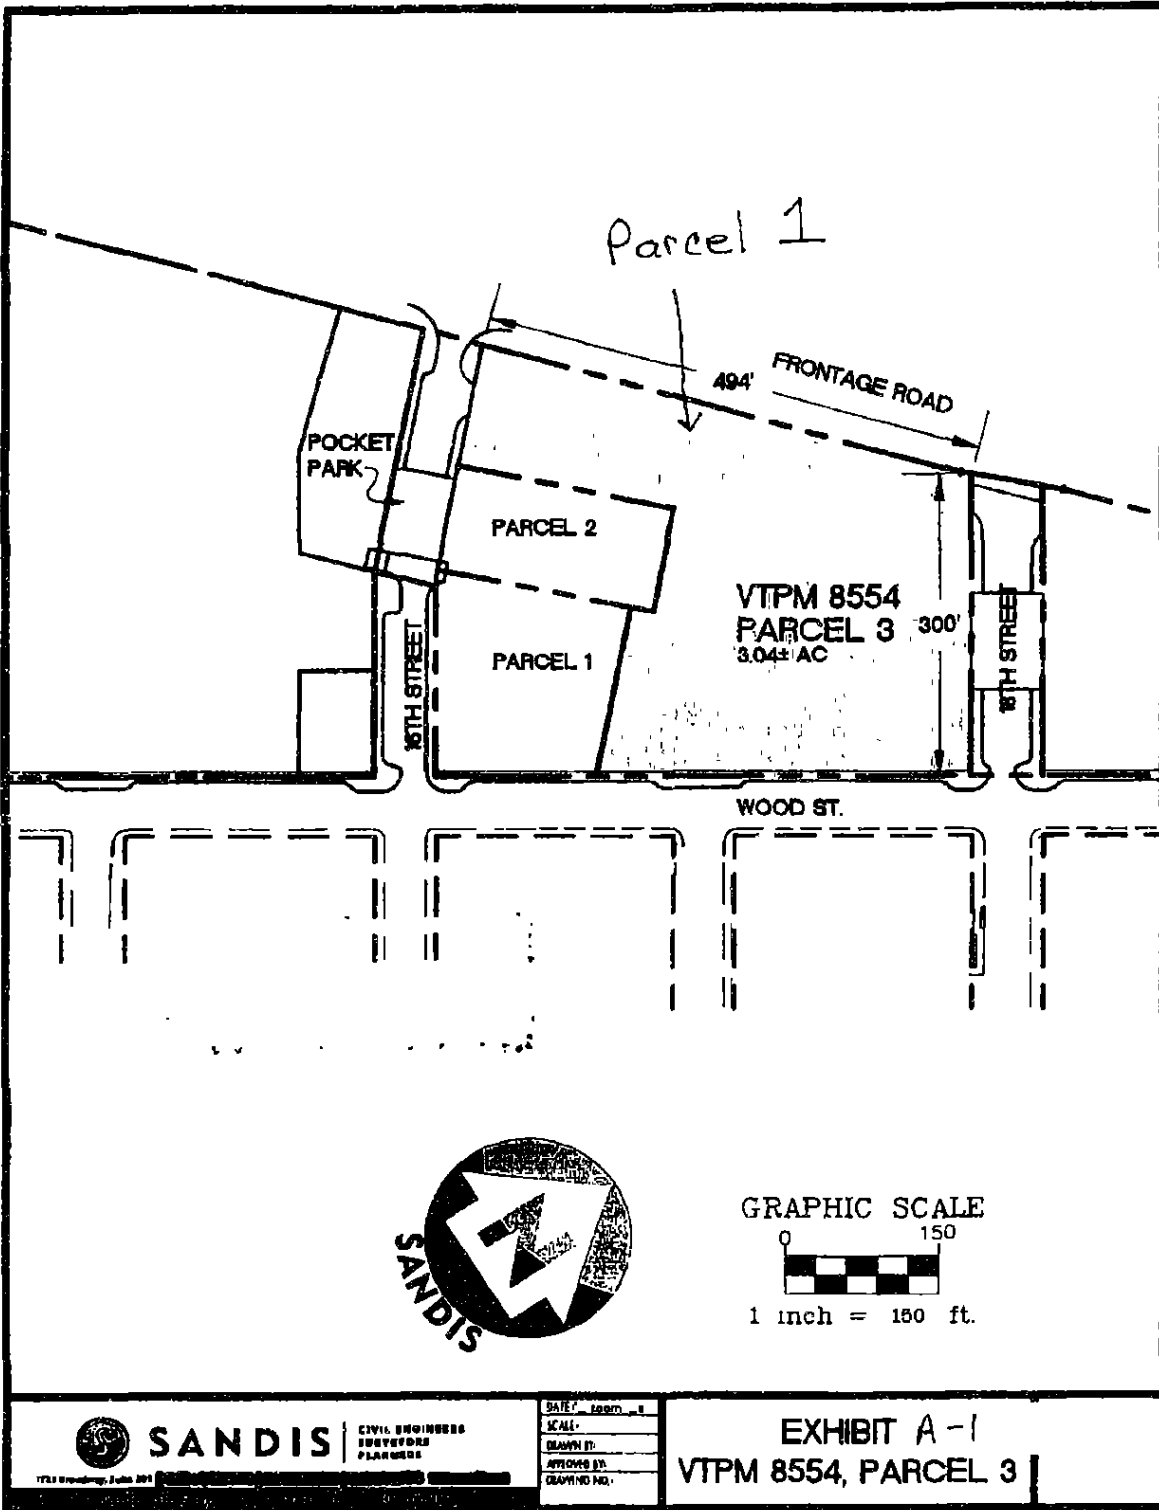 Parcel 1
494'
FRONTAGE ROAD
POCKET
PARK
PARCEL 2
VTPM 8554
PARCEL 3
3.04± AC
300'
PARCEL 1
16TH STREET
18TH STREET
WOOD ST.
SANDIS
GRAPHIC SCALE
0 150
1 inch = 150 ft.
SANDIS
CIVIL ENGINEERS
SURVEYORS
PLANNERS
DATE:
SCALE:
DRAWN BY:
APPROVED BY:
DRAWING NO.:
EXHIBIT A-1
VTPM 8554, PARCEL 3